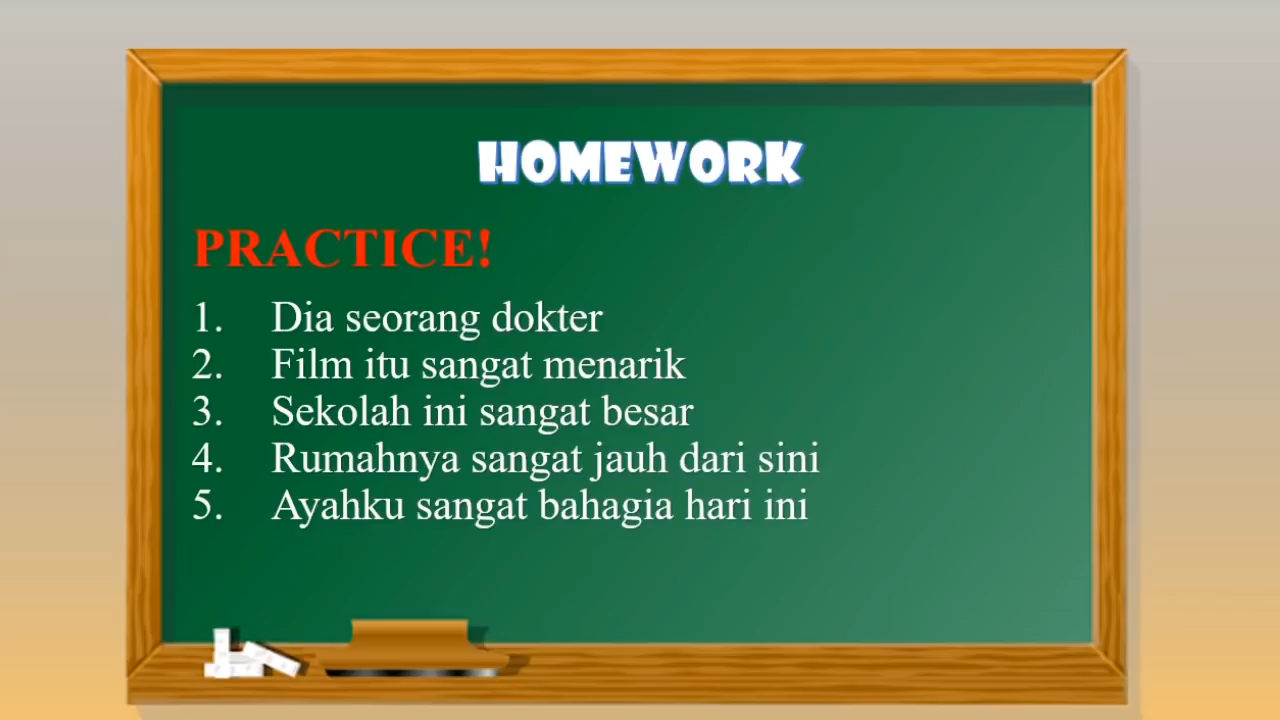 HOMEWORK
PRACTICE!
1. Dia seorang dokter
2. Film itu sangat menarik
3. Sekolah ini sangat besar
4. Rumahnya sangat jauh dari sini
5. Ayahku sangat bahagia hari ini